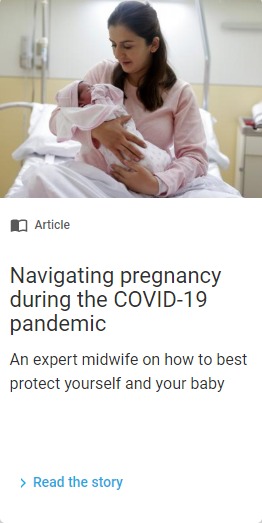 Article
Navigating pregnancy
during the COVID-19
pandemic
An expert midwife on how to best
protect yourself and your baby
Read the story